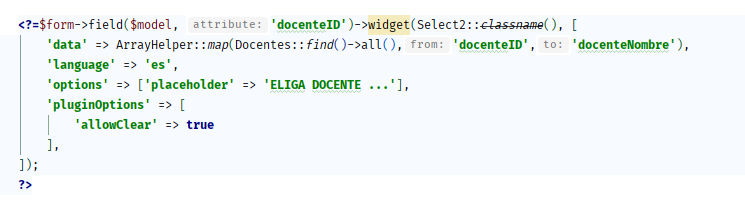 <?=$form->field($model, attribute: 'docenteID')->widget(Select2::classname(), [
    'data' => ArrayHelper::map(Docentes::find()->all(), from: 'docenteID', to: 'docenteNombre'),
    'language' => 'es',
    'options' => ['placeholder' => 'ELIGA DOCENTE ...'],
    'pluginOptions' => [
        'allowClear' => true
    ],
]);
?>